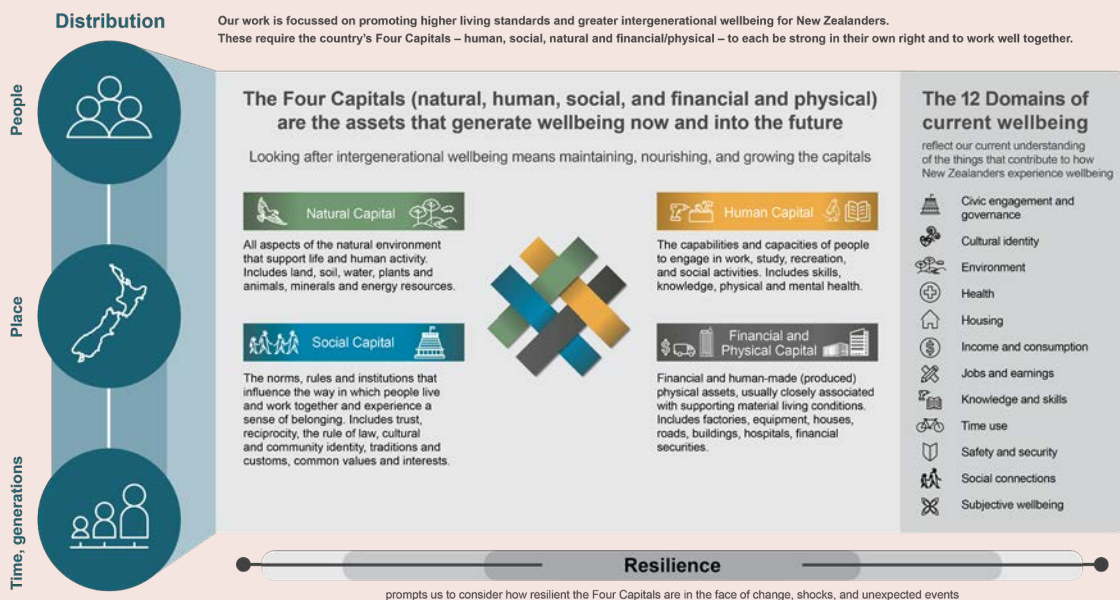 Distribution
Our work is focussed on promoting higher living standards and greater intergenerational wellbeing for New Zealanders.
These require the country's Four Capitals – human, social, natural and financial/physical – to each be strong in their own right and to work well together.
People
Place
Time, generations
The Four Capitals (natural, human, social, and financial and physical)
are the assets that generate wellbeing now and into the future
Looking after intergenerational wellbeing means maintaining, nourishing, and growing the capitals
Natural Capital
All aspects of the natural environment
that support life and human activity.
Includes land, soil, water, plants and
animals, minerals and energy resources.
Human Capital
The capabilities and capacities of people
to engage in work, study, recreation,
and social activities. Includes skills,
knowledge, physical and mental health.
Social Capital
The norms, rules and institutions that
influence the way in which people live
and work together and experience a
sense of belonging. Includes trust,
reciprocity, the rule of law, cultural
and community identity, traditions and
customs, common values and interests.
$
Financial and
Physical Capital
Financial and human-made (produced)
physical assets, usually closely associated
with supporting material living conditions.
Includes factories, equipment, houses,
roads, buildings, hospitals, financial
securities.
The 12 Domains of
current wellbeing
reflect our current understanding
of the things that contribute to how
New Zealanders experience wellbeing
Civic engagement and
governance
Cultural identity
Environment
Health
Housing
$
Income and consumption
Jobs and earnings
Knowledge and skills
Time use
Safety and security
Social connections
Subjective wellbeing
Resilience
prompts us to consider how resilient the Four Capitals are in the face of change, shocks, and unexpected events